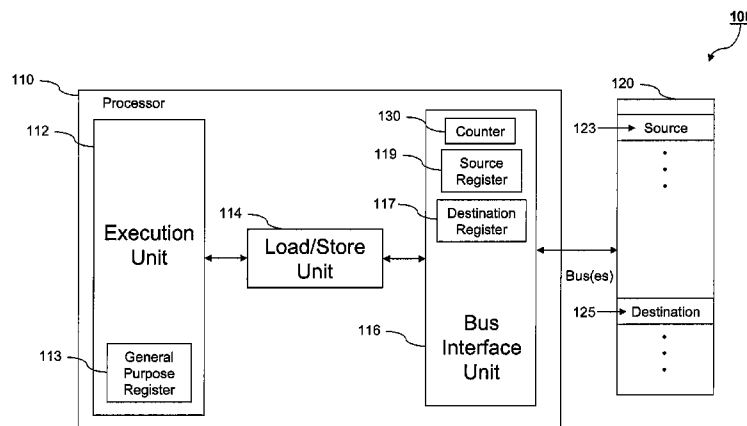 110
Processor
120
112
130
Counter
123
Source
119
Source
Register
117
Destination
Register
114
Execution
Unit
Load/Store
Unit
Bus(es)
125
Destination
116
Bus
Interface
Unit
113
General
Purpose
Register